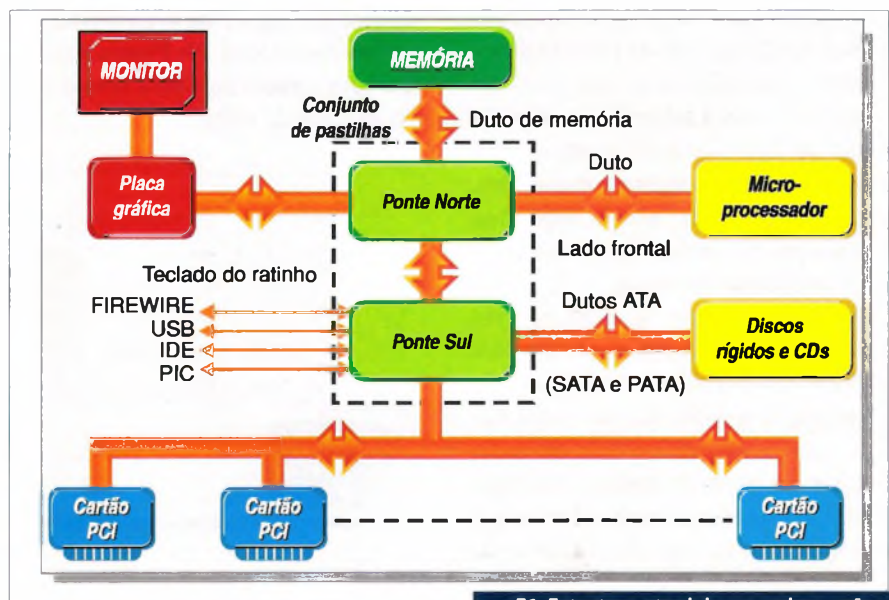 MONITOR
MEMÓRIA
Conjunto
de pastilhas
Duto de memória
Placa
gráfica
Ponte Norte
Duto
Micro-
processador
Lado frontal
Teclado do ratinho
FIREWIRE
USB
IDE
PIC
Ponte Sul
Dutos ATA
Discos
rígidos e CDs
(SATA e PATA)
Cartão
PCI
Cartão
PCI
Cartão
PCI